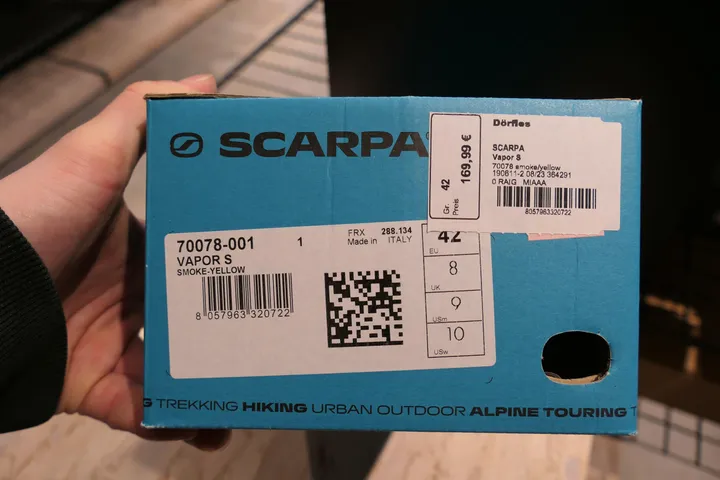 SCARPA
Dörfles
SCARPA
Vapor S
70078 smoke/yellow
190811-2 08/23 364291
0 RAIG MIAAA
8057963320722
Gr. 42
Preis 169,99 €
70078-001 1
VAPOR S
SMOKE-YELLOW
8 057963 320722
FRX 288.134
Made in ITALY
42
EU
8
UK
9
USm
10
USw
G TREKKING HIKING URBAN OUTDOOR ALPINE TOURING T